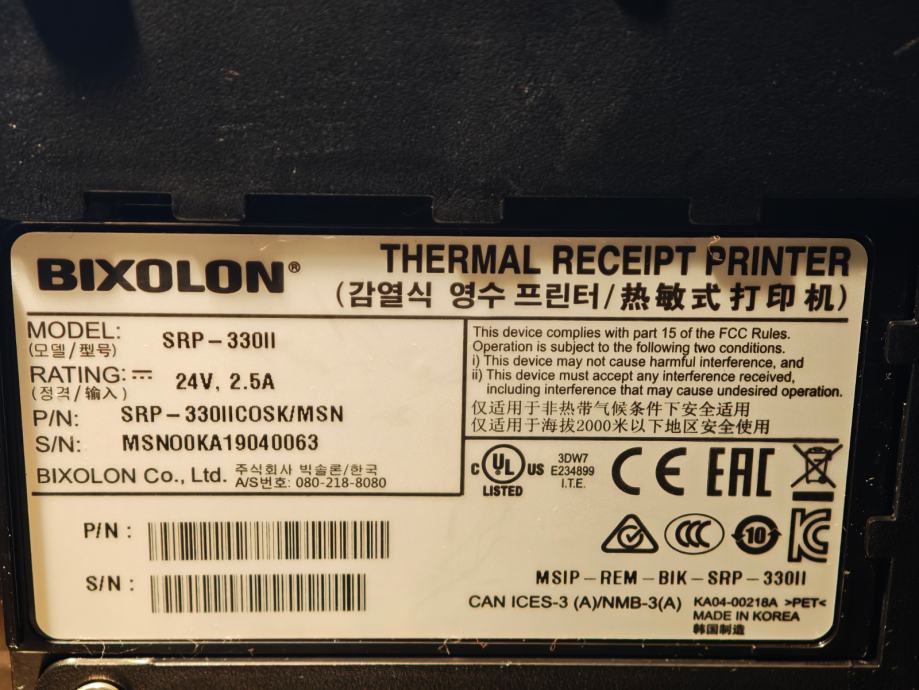 BIXOLON®
THERMAL RECEIPT PRINTER
(감열식 영수 프린터/热敏式打印机)
MODEL: SRP-330II
(모델/型号)
RATING: ⎓ 24V, 2.5A
(정격/输入)
P/N: SRP-330IICOSK/MSN
S/N: MSN00KA19040063
BIXOLON Co., Ltd. 주식회사 빅솔론/한국
A/S번호: 080-218-8080
This device complies with part 15 of the FCC Rules.
Operation is subject to the following two conditions.
i) This device may not cause harmful interference, and
ii) This device must accept any interference received,
including interference that may cause undesired operation.
仅适用于非热带气候条件下安全适用
仅适用于海拔2000米以下地区安全使用
C UL US
LISTED
3DW7
E234899
I.T.E.
CE EAC
CCC 10 KC
P/N :
S/N :
MSIP-REM-BIK-SRP-330II
CAN ICES-3 (A)/NMB-3(A)
KA04-00218A >PET<
MADE IN KOREA
韩国制造